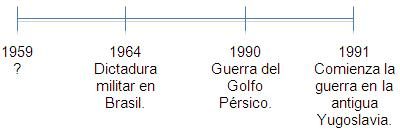 1959 1964 1990 1991
? Dictadura Guerra del Comienza la
militar en Golfo guerra en la
Brasil. Pérsico. antigua
Yugoslavia.